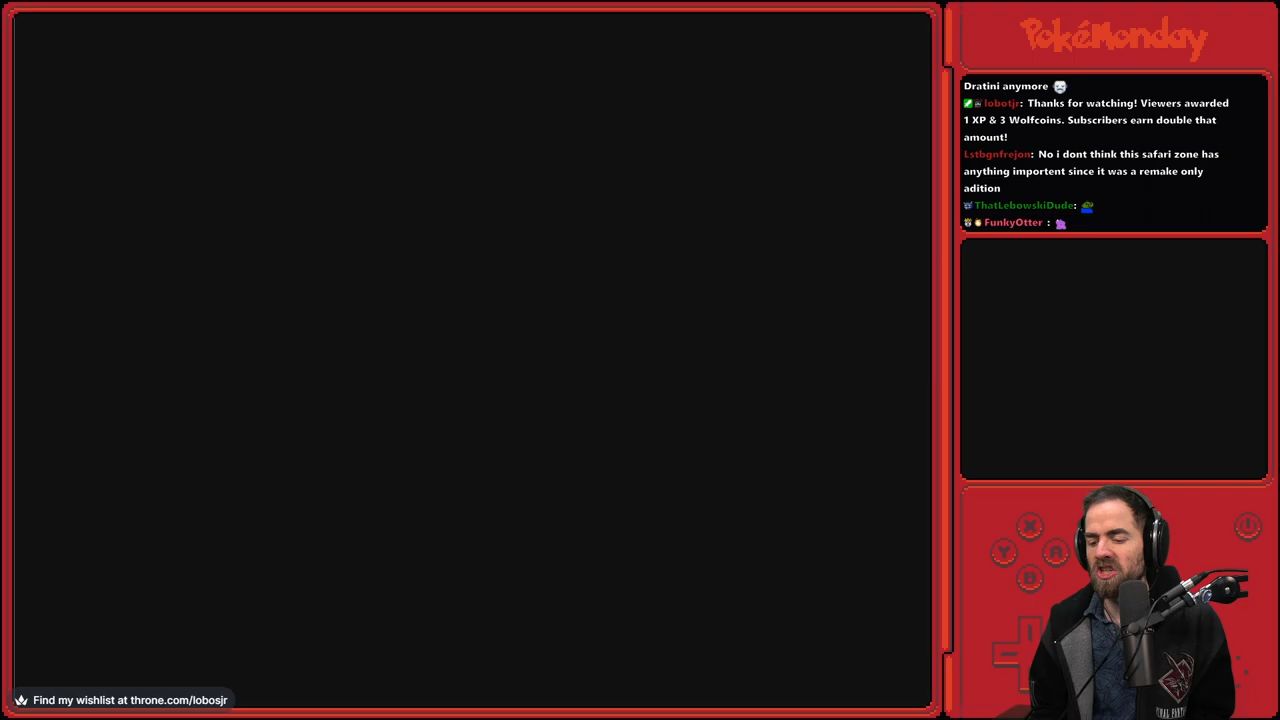 PokéMonday
Dratini anymore
lobotjr: Thanks for watching! Viewers awarded
1 XP & 3 Wolfcoins. Subscribers earn double that
amount!
Lstbgnfrejon: No i dont think this safari zone has
anything importent since it was a remake only
adition
ThatLebowskiDude:
FunkyOtter :
X
Y
A
B
Find my wishlist at throne.com/lobosjr